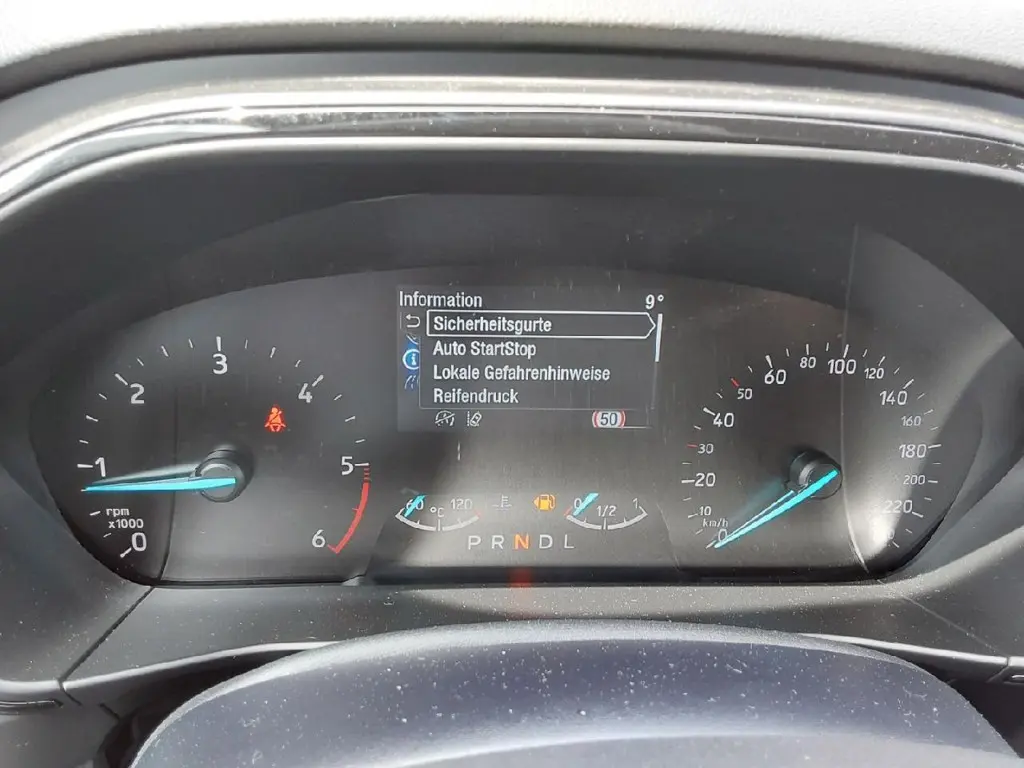 Information 9°
Sicherheitsgurte
Auto StartStop
Lokale Gefahrenhinweise
Reifendruck
50
0
1
2
3
4
5
6
rpm
x1000
60 °C 120
0 1/2 1
P R N D L
0
10
20
30
40
50
60
80
100
120
140
160
180
200
220
km/h